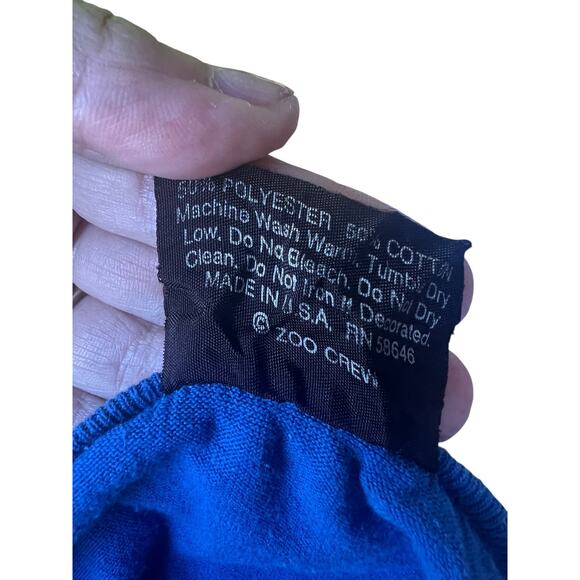 50% POLYESTER 50% COTTON
Machine Wash Warm, Tumble Dry
Low. Do Not Bleach. Do Not Dry
Clean. Do Not Iron If Decorated.
MADE IN U.S.A. RN 58646
© ZOO CREW